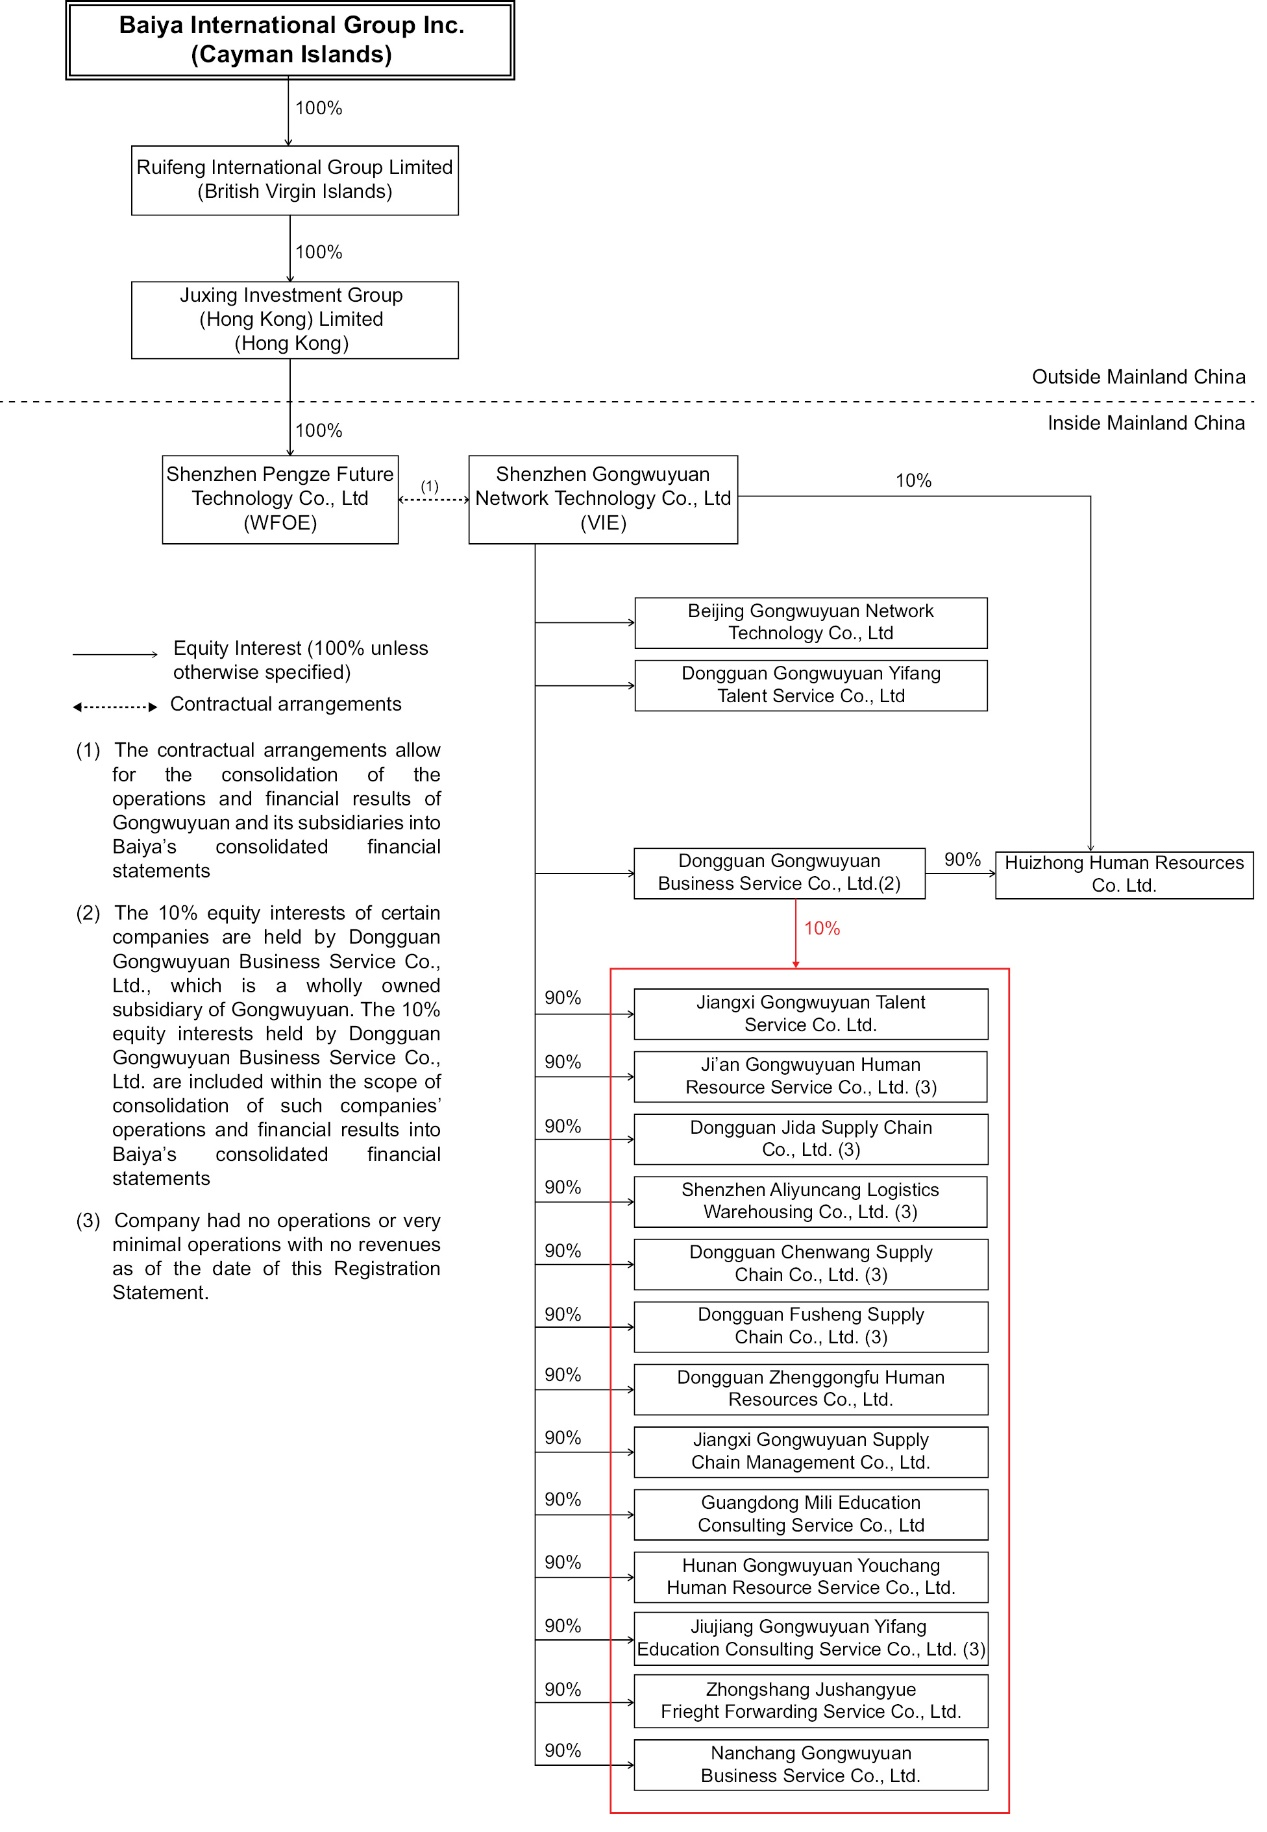 Baiya International Group Inc.
(Cayman Islands)
100%
Ruifeng International Group Limited
(British Virgin Islands)
100%
Juxing Investment Group
(Hong Kong) Limited
(Hong Kong)
Outside Mainland China
Inside Mainland China
100%
Shenzhen Pengze Future
Technology Co., Ltd
(WFOE)
(1)
Shenzhen Gongwuyuan
Network Technology Co., Ltd
(VIE)
10%
Beijing Gongwuyuan Network
Technology Co., Ltd
Dongguan Gongwuyuan Yifang
Talent Service Co., Ltd
Equity Interest (100% unless
otherwise specified)
Contractual arrangements
(1) The contractual arrangements allow
for the consolidation of the
operations and financial results of
Gongwuyuan and its subsidiaries into
Baiya’s consolidated financial
statements
(2) The 10% equity interests of certain
companies are held by Dongguan
Gongwuyuan Business Service Co.,
Ltd., which is a wholly owned
subsidiary of Gongwuyuan. The 10%
equity interests held by Dongguan
Gongwuyuan Business Service Co.,
Ltd. are included within the scope of
consolidation of such companies’
operations and financial results into
Baiya’s consolidated financial
statements
(3) Company had no operations or very
minimal operations with no revenues
as of the date of this Registration
Statement.
Dongguan Gongwuyuan
Business Service Co., Ltd.(2)
90%
Huizhong Human Resources
Co. Ltd.
10%
90%
Jiangxi Gongwuyuan Talent
Service Co. Ltd.
90%
Ji’an Gongwuyuan Human
Resource Service Co., Ltd. (3)
90%
Dongguan Jida Supply Chain
Co., Ltd. (3)
90%
Shenzhen Aliyuncang Logistics
Warehousing Co., Ltd. (3)
90%
Dongguan Chenwang Supply
Chain Co., Ltd. (3)
90%
Dongguan Fusheng Supply
Chain Co., Ltd. (3)
90%
Dongguan Zhenggongfu Human
Resources Co., Ltd.
90%
Jiangxi Gongwuyuan Supply
Chain Management Co., Ltd.
90%
Guangdong Mili Education
Consulting Service Co., Ltd
90%
Hunan Gongwuyuan Youchang
Human Resource Service Co., Ltd.
90%
Jiujiang Gongwuyuan Yifang
Education Consulting Service Co., Ltd. (3)
90%
Zhongshang Jushangyue
Frieght Forwarding Service Co., Ltd.
90%
Nanchang Gongwuyuan
Business Service Co., Ltd.